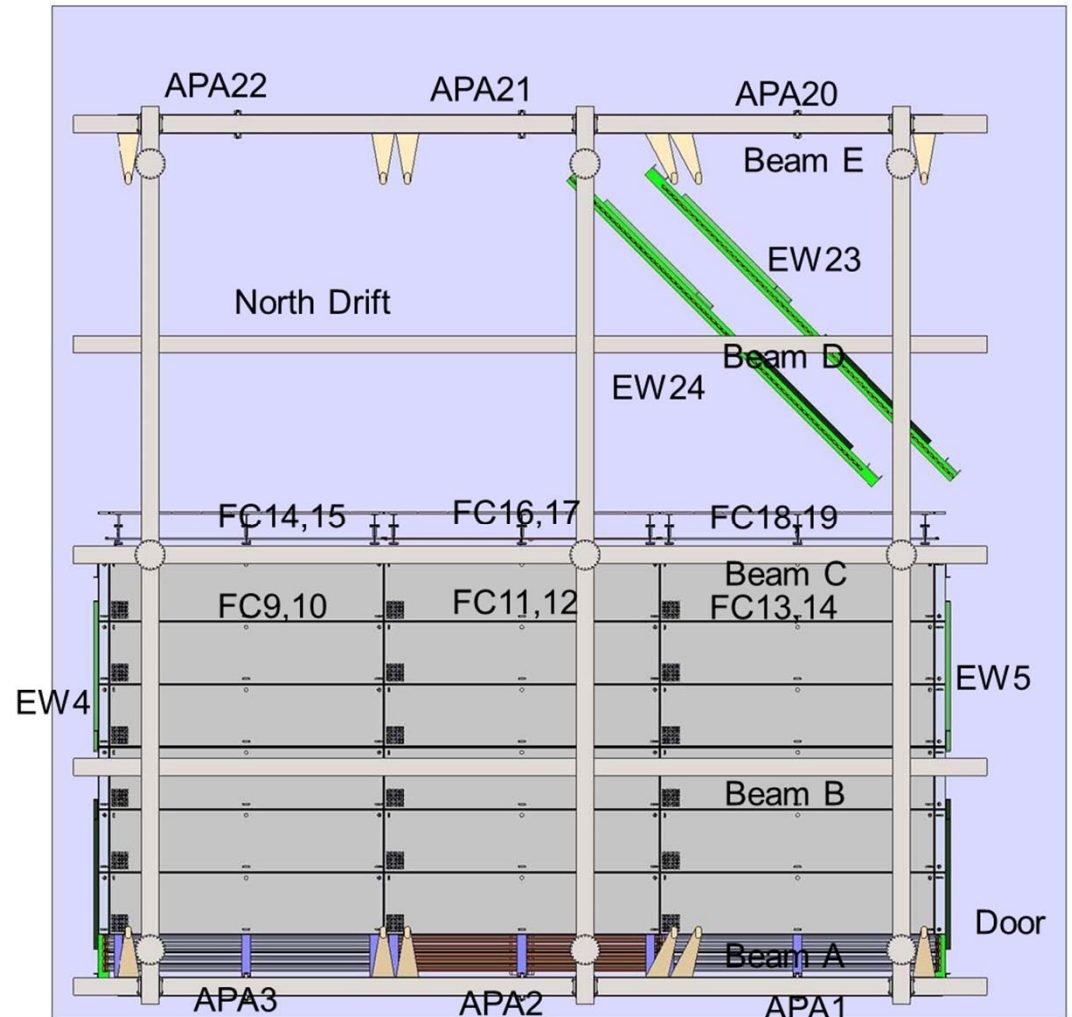 APA22
APA21
APA20
Beam E
EW23
North Drift
Beam D
EW24
FC14,15
FC16,17
FC18,19
Beam C
FC9,10
FC11,12
FC13,14
EW4
EW5
Beam B
Door
Beam A
APA3
APA2
APA1